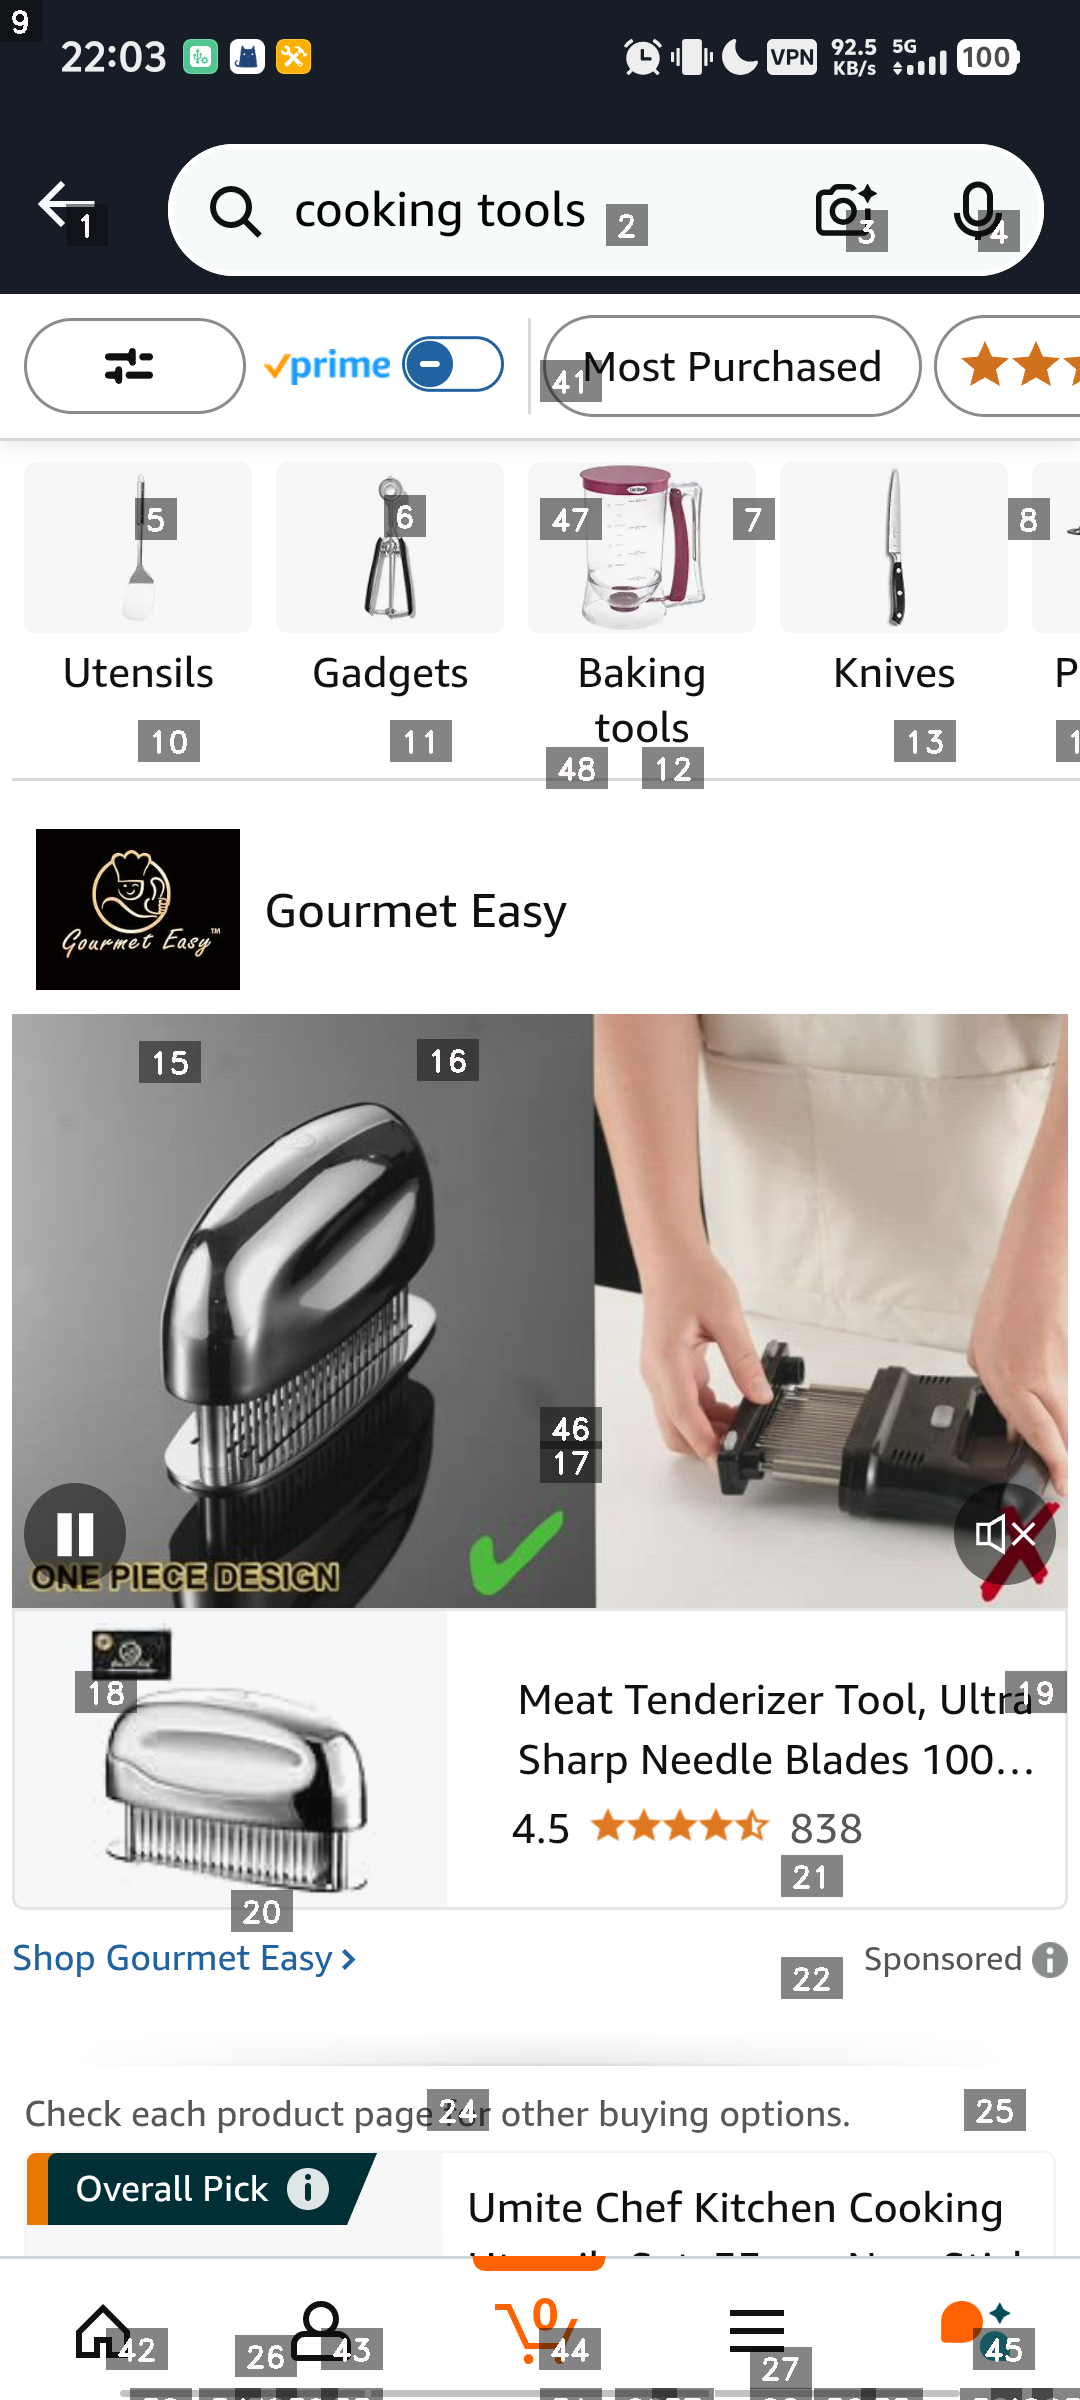 22:03
VPN
92.5 KB/s
5G
100
cooking tools
prime
Most Purchased
Utensils
Gadgets
Baking tools
Knives
P
Gourmet Easy™
Gourmet Easy
ONE PIECE DESIGN
Meat Tenderizer Tool, Ultra
Sharp Needle Blades 100...
4.5
838
Shop Gourmet Easy
Sponsored
Check each product page for other buying options.
Overall Pick
Umite Chef Kitchen Cooking
0
9
1
2
3
4
41
5
6
47
7
8
10
11
48
12
13
15
16
46
17
18
19
20
21
22
24
25
42
26
43
44
27
45